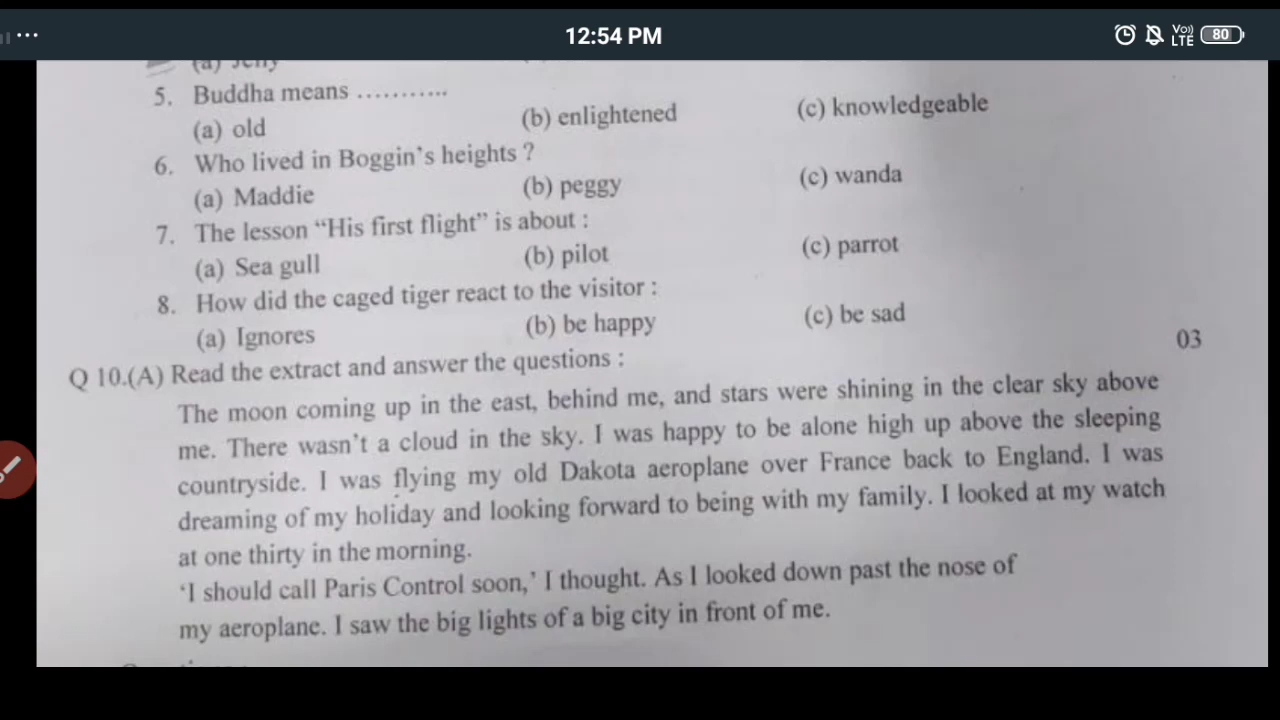 12:54 PM
Vo))
LTE
80
(a) Jelly
5. Buddha means ...........
(a) old (b) enlightened (c) knowledgeable
6. Who lived in Boggin's heights ?
(a) Maddie (b) peggy (c) wanda
7. The lesson “His first flight” is about :
(a) Sea gull (b) pilot (c) parrot
8. How did the caged tiger react to the visitor :
(a) Ignores (b) be happy (c) be sad
Q 10.(A) Read the extract and answer the questions : 03
The moon coming up in the east, behind me, and stars were shining in the clear sky above
me. There wasn't a cloud in the sky. I was happy to be alone high up above the sleeping
countryside. I was flying my old Dakota aeroplane over France back to England. I was
dreaming of my holiday and looking forward to being with my family. I looked at my watch
at one thirty in the morning.
‘I should call Paris Control soon,’ I thought. As I looked down past the nose of
my aeroplane. I saw the big lights of a big city in front of me.